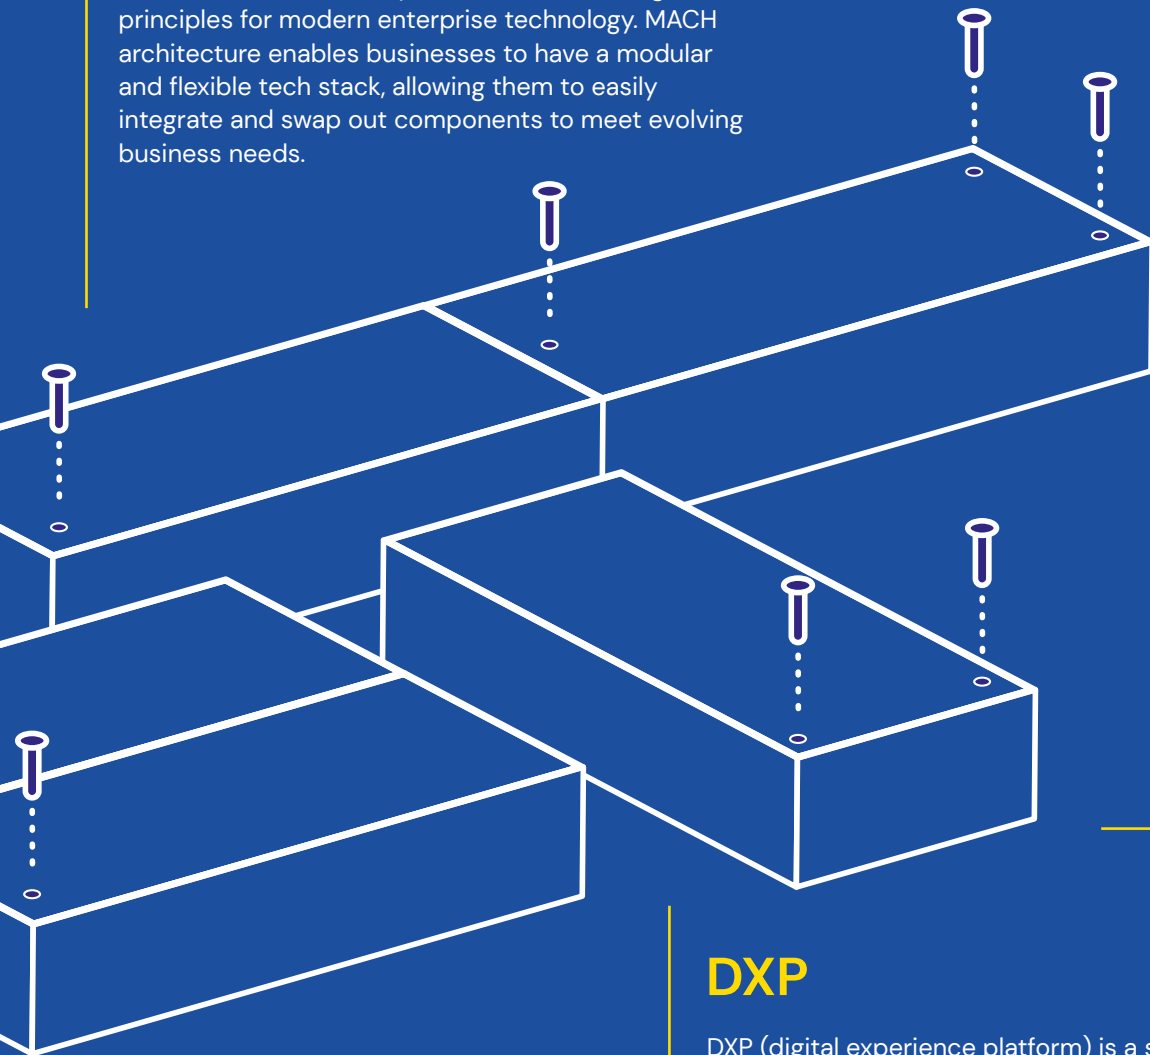 principles for modern enterprise technology. MACH
architecture enables businesses to have a modular
and flexible tech stack, allowing them to easily
integrate and swap out components to meet evolving
business needs.
DXP
DXP (digital experience platform) is a